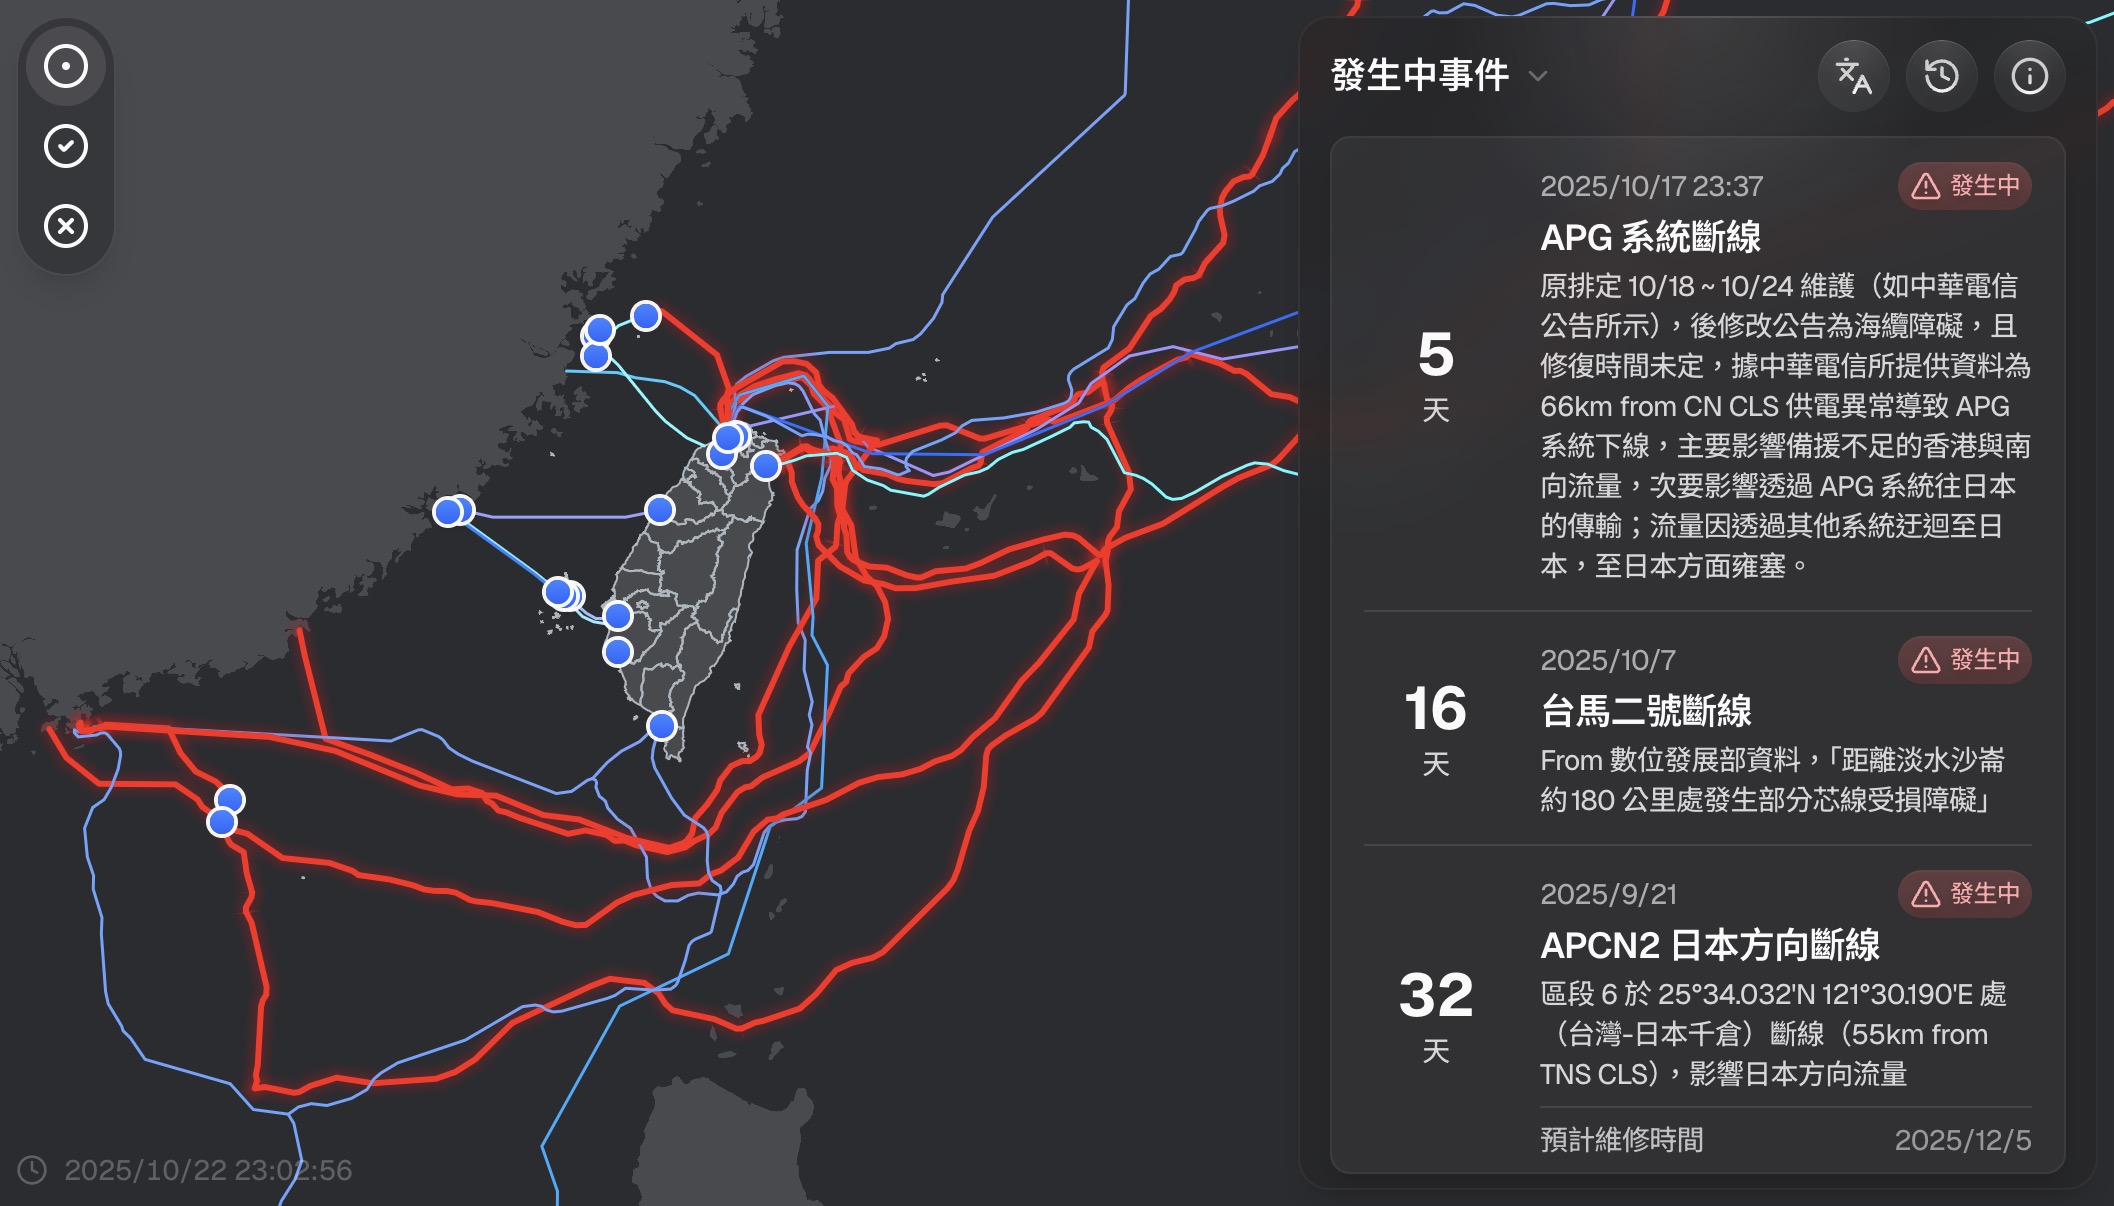 發生中事件
2025/10/17 23:37
發生中
APG 系統斷線
原排定 10/18 ~ 10/24 維護（如中華電信
公告所示），後修改公告為海纜障礙，且
修復時間未定，據中華電信所提供資料為
66km from CN CLS 供電異常導致 APG
系統下線，主要影響備援不足的香港與南
向流量，次要影響透過 APG 系統往日本
的傳輸；流量因透過其他系統迂迴至日
本，至日本方面雍塞。
5
天
2025/10/7
發生中
台馬二號斷線
From 數位發展部資料，「距離淡水沙崙
約 180 公里處發生部分芯線受損障礙」
16
天
2025/9/21
發生中
APCN2 日本方向斷線
區段 6 於 25°34.032'N 121°30.190'E 處
（台灣-日本千倉）斷線（55km from
TNS CLS），影響日本方向流量
32
天
預計維修時間
2025/12/5
2025/10/22 23:02:56